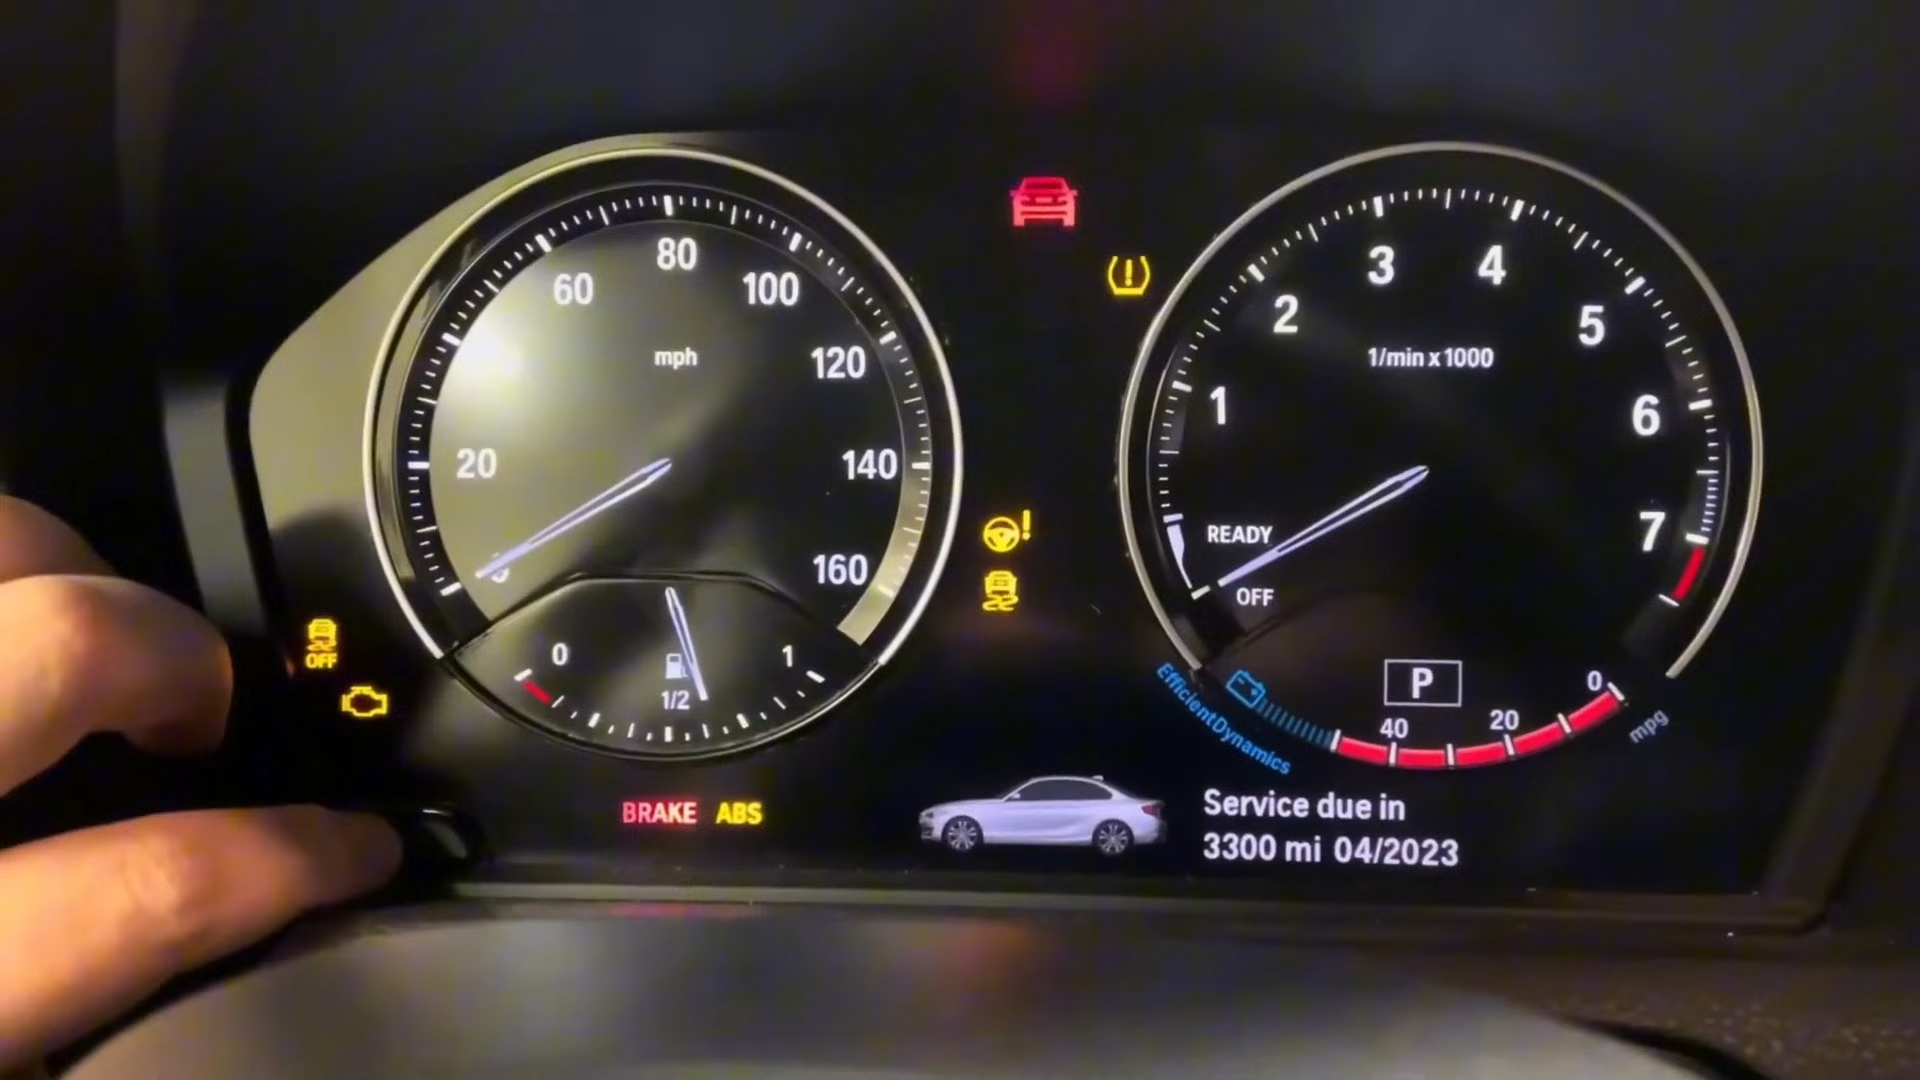 80
60
100
mph
120
20
140
160
0
1
1/2
OFF
BRAKE ABS
3
4
2
5
1/min x 1000
1
6
READY
7
OFF
P
0
40
20
mpg
EfficientDynamics
Service due in
3300 mi 04/2023